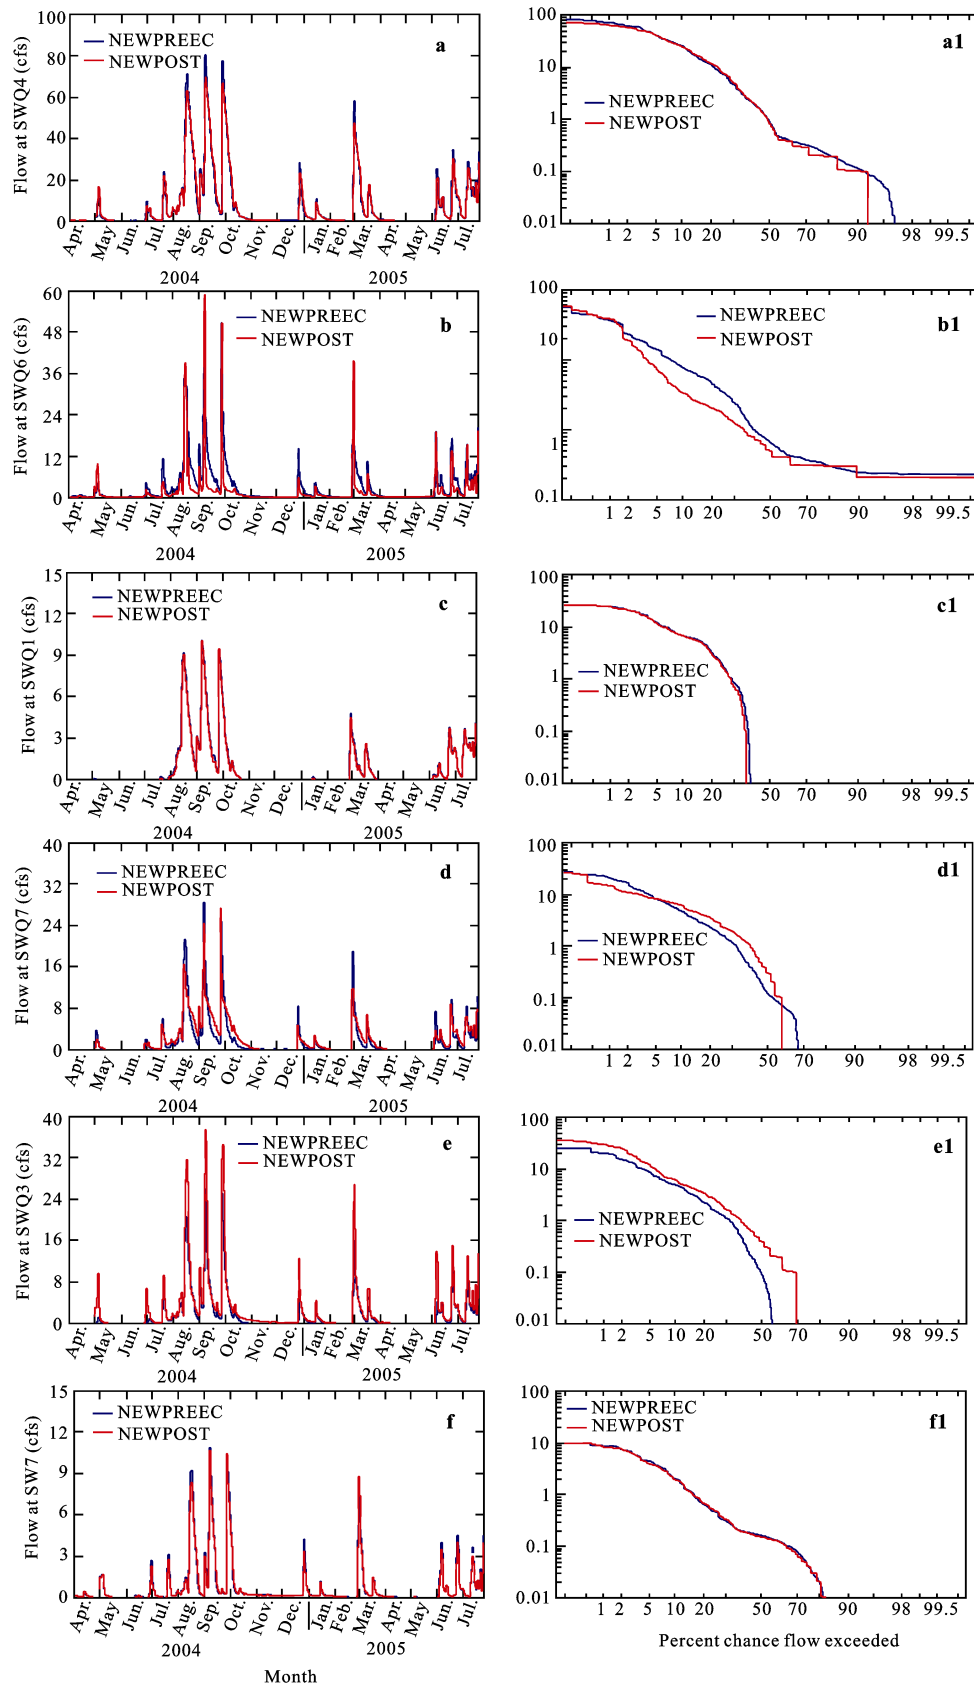 Flow at SWQ4 (cfs)
100
80
60
40
20
0
NEWPREEC
NEWPOST
a
Apr. May Jun. Jul. Aug. Sep. Oct. Nov. Dec. Jan. Feb. Mar. Apr. May Jun. Jul.
2004 2005
100
10
1
0.1
0.01
NEWPREEC
NEWPOST
a1
1 2 5 10 20 50 70 90 98 99.5
Flow at SWQ6 (cfs)
60
48
36
24
12
0
NEWPREEC
NEWPOST
b
Apr. May Jun. Jul. Aug. Sep. Oct. Nov. Dec. Jan. Feb. Mar. Apr. May Jun. Jul.
2004 2005
100
10
1
0.1
NEWPREEC
NEWPOST
b1
1 2 5 10 20 50 70 90 98 99.5
Flow at SWQ1 (cfs)
15
12
9
6
3
0
NEWPREEC
NEWPOST
c
Apr. May Jun. Jul. Aug. Sep. Oct. Nov. Dec. Jan. Feb. Mar. Apr. May Jun. Jul.
2004 2005
100
10
1
0.1
0.01
NEWPREEC
NEWPOST
c1
1 2 5 10 20 50 70 90 98 99.5
Flow at SWQ7 (cfs)
40
32
24
16
8
0
NEWPREEC
NEWPOST
d
Apr. May Jun. Jul. Aug. Sep. Oct. Nov. Dec. Jan. Feb. Mar. Apr. May Jun. Jul.
2004 2005
100
10
1
0.1
0.01
NEWPREEC
NEWPOST
d1
1 2 5 10 20 50 70 90 98 99.5
Flow at SWQ3 (cfs)
40
32
24
16
8
0
NEWPREEC
NEWPOST
e
Apr. May Jun. Jul. Aug. Sep. Oct. Nov. Dec. Jan. Feb. Mar. Apr. May Jun. Jul.
2004 2005
100
10
1
0.1
0.01
NEWPREEC
NEWPOST
e1
1 2 5 10 20 50 70 90 98 99.5
Flow at SW7 (cfs)
15
12
9
6
3
0
NEWPREEC
NEWPOST
f
Apr. May Jun. Jul. Aug. Sep. Oct. Nov. Dec. Jan. Feb. Mar. Apr. May Jun. Jul.
2004 2005
Month
100
10
1
0.1
0.01
NEWPREEC
NEWPOST
f1
1 2 5 10 20 50 70 90 98 99.5
Percent chance flow exceeded